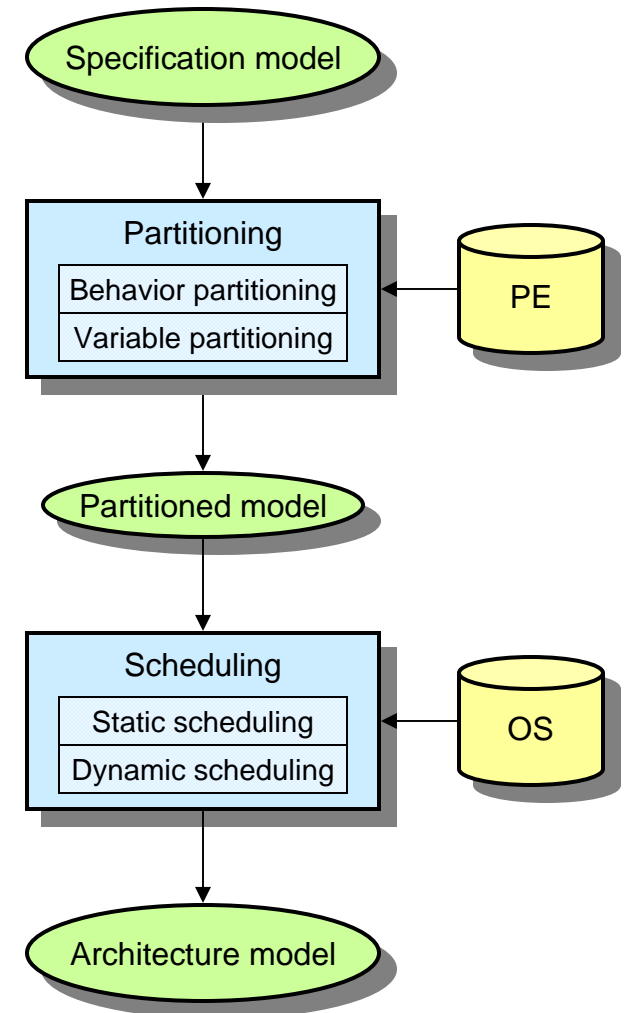 Specification model
Partitioning
Behavior partitioning
Variable partitioning
PE
Partitioned model
Scheduling
Static scheduling
Dynamic scheduling
OS
Architecture model